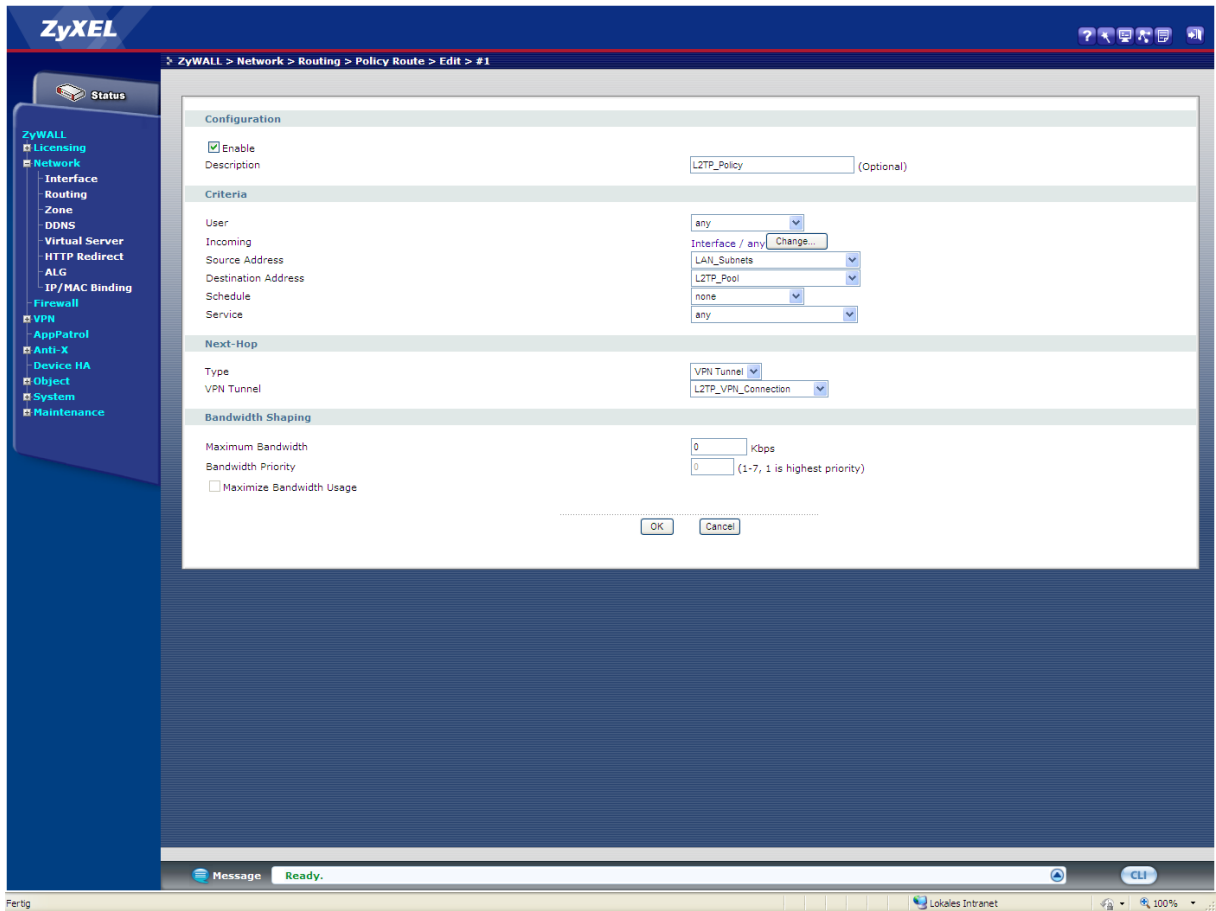 ZyXEL
ZyWALL > Network > Routing > Policy Route > Edit > #1
Status
ZyWALL
Licensing
Network
Interface
Routing
Zone
DDNS
Virtual Server
HTTP Redirect
ALG
IP/MAC Binding
Firewall
VPN
AppPatrol
Anti-X
Device HA
Object
System
Maintenance
Configuration
Enable
Description L2TP_Policy (Optional)
Criteria
User any
Incoming Interface / any Change...
Source Address LAN_Subnets
Destination Address L2TP_Pool
Schedule none
Service any
Next-Hop
Type VPN Tunnel
VPN Tunnel L2TP_VPN_Connection
Bandwidth Shaping
Maximum Bandwidth 0 Kbps
Bandwidth Priority 0 (1-7, 1 is highest priority)
Maximize Bandwidth Usage
OK Cancel
Message Ready. CLI
Fertig Lokales Intranet 100%